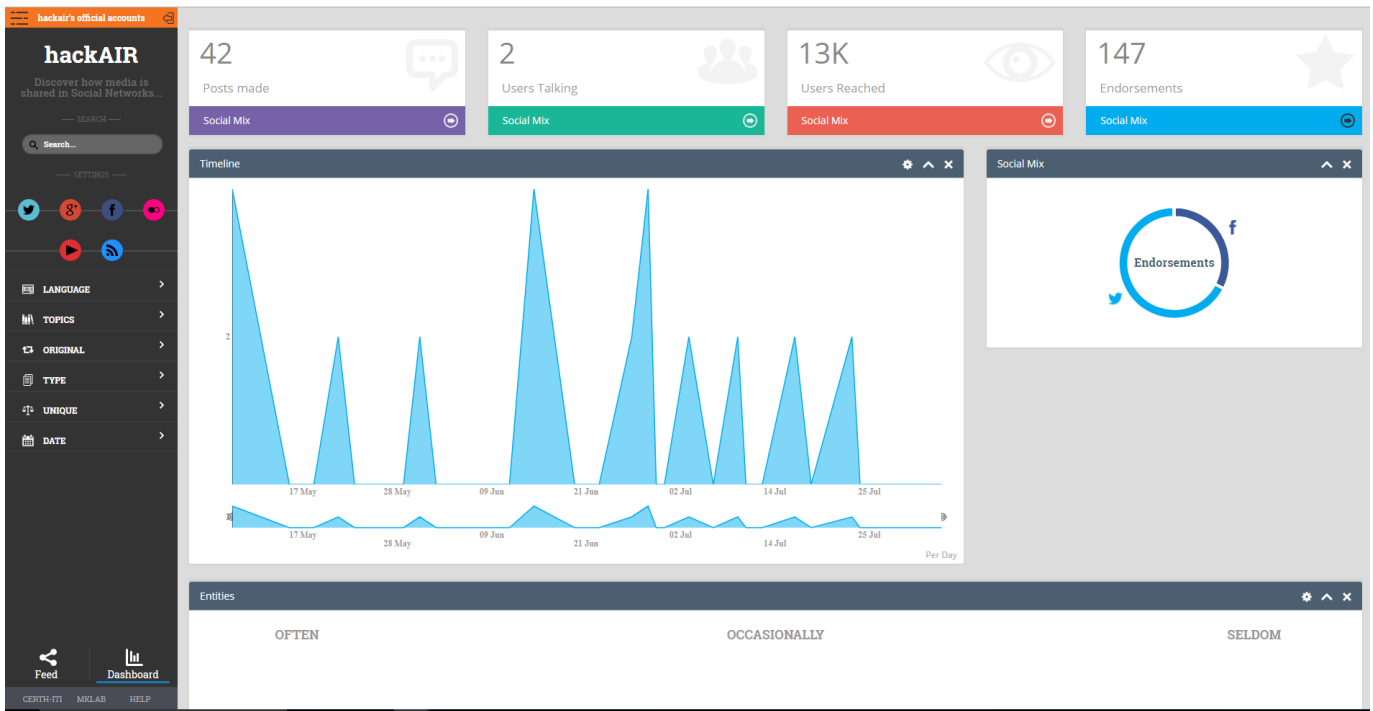 hackair's official accounts
hackAIR
Discover how media is
shared in Social Networks...
SEARCH
Search...
SETTINGS
LANGUAGE
TOPICS
ORIGINAL
TYPE
UNIQUE
DATE
Feed
Dashboard
CERTH-ITI MKLAB HELP
42
Posts made
Social Mix
2
Users Talking
Social Mix
13K
Users Reached
Social Mix
147
Endorsements
Social Mix
Timeline
2
17 May 28 May 09 Jun 21 Jun 02 Jul 14 Jul 25 Jul
17 May 28 May 09 Jun 21 Jun 02 Jul 14 Jul 25 Jul
Per Day
Social Mix
Endorsements
Entities
OFTEN OCCASIONALLY SELDOM